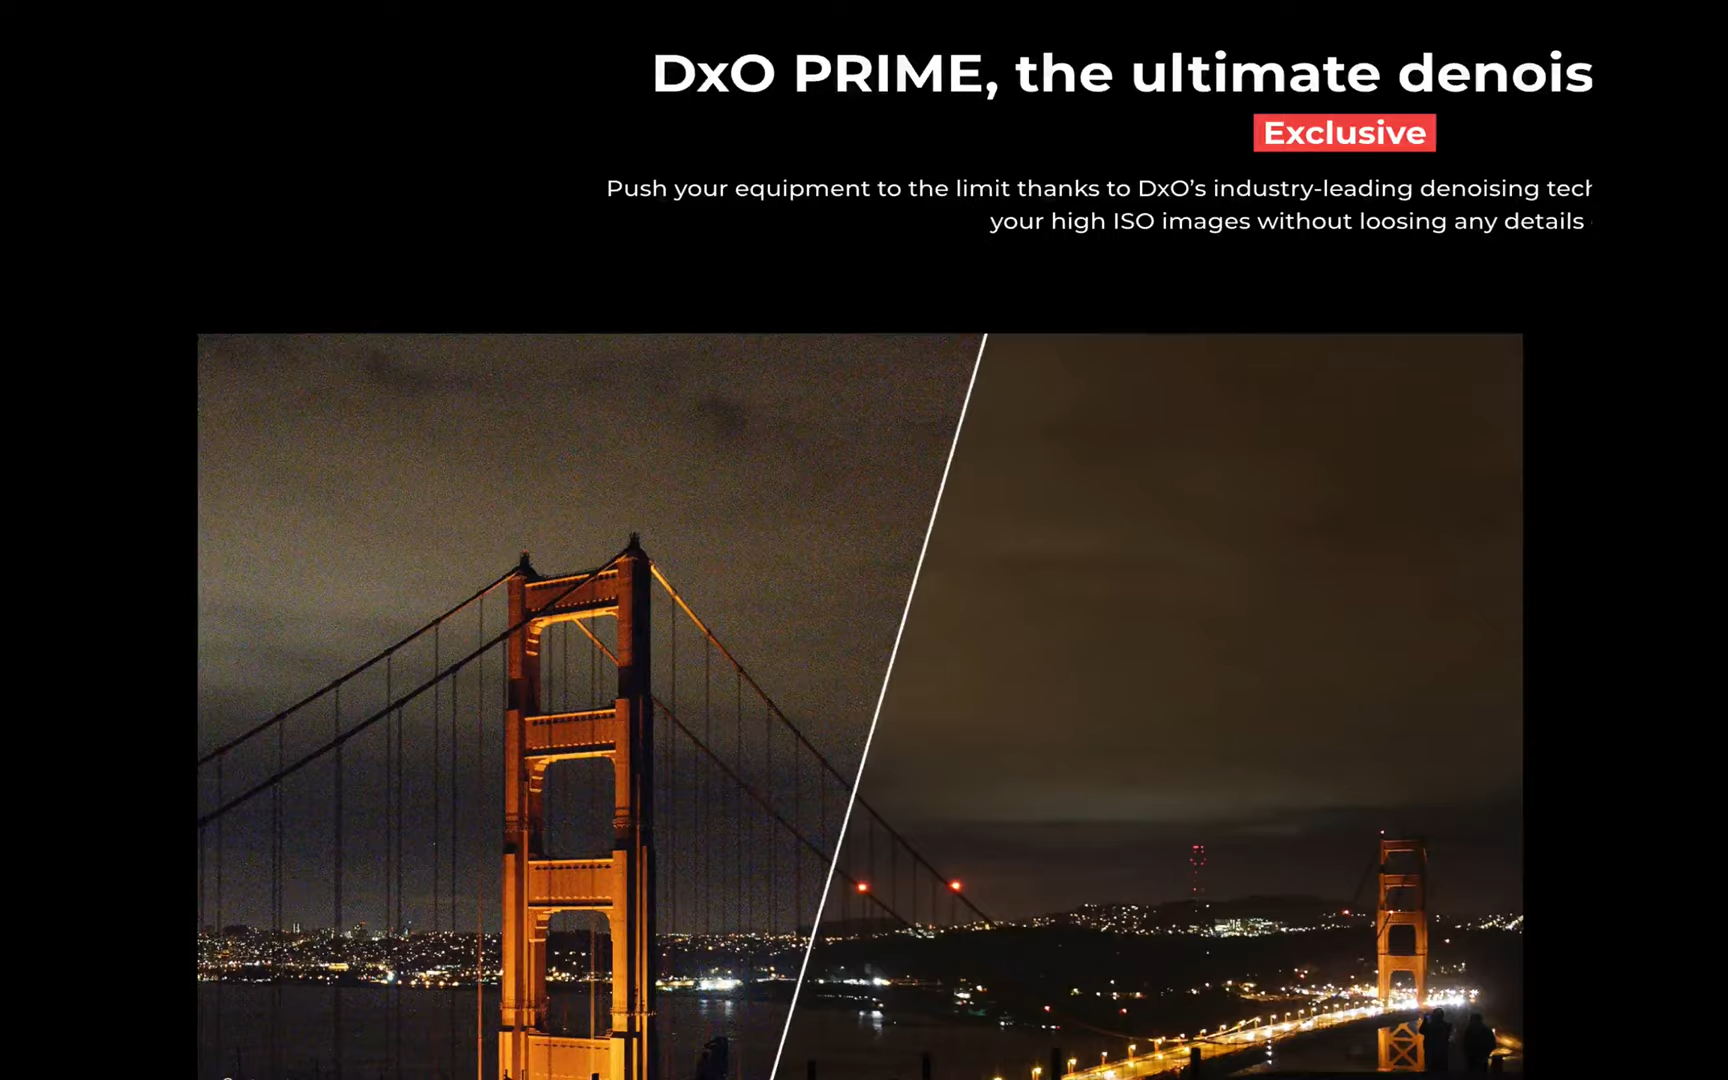 DxO PRIME, the ultimate denois
Exclusive
Push your equipment to the limit thanks to DxO’s industry-leading denoising tech
your high ISO images without loosing any details